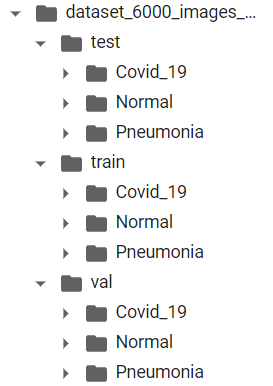 dataset_6000_images_...
test
Covid_19
Normal
Pneumonia
train
Covid_19
Normal
Pneumonia
val
Covid_19
Normal
Pneumonia